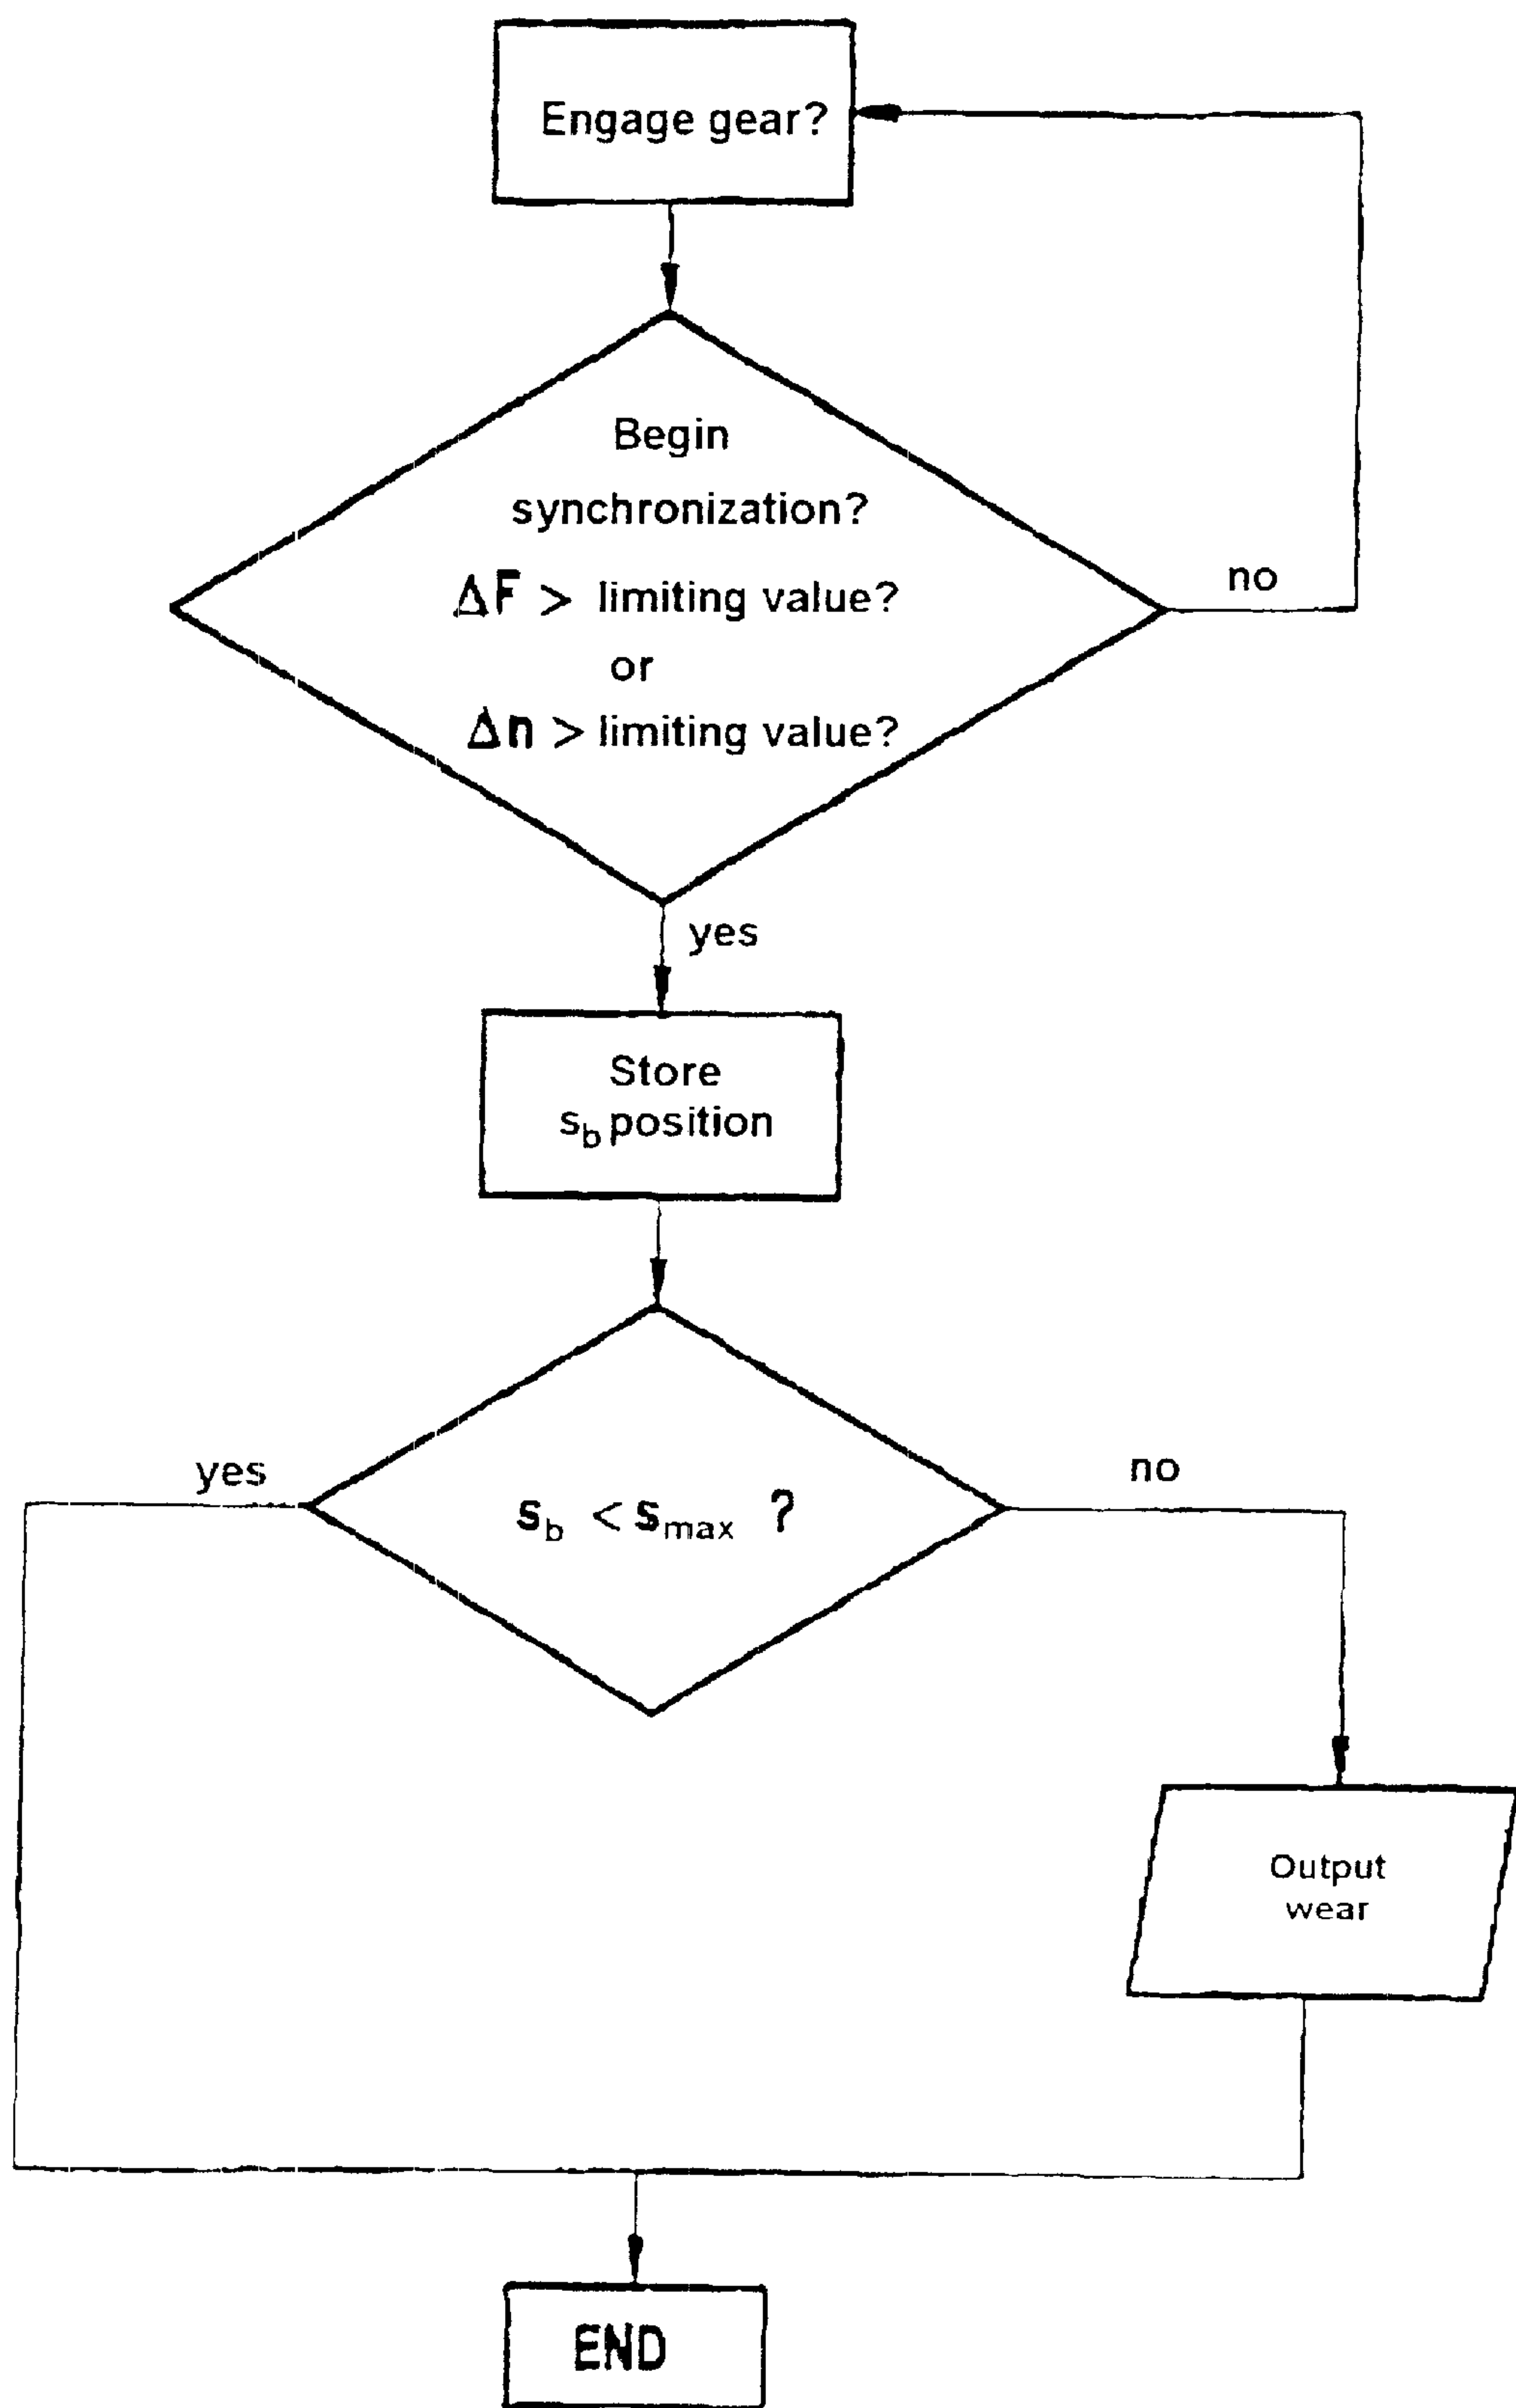 Engage gear?
Begin
synchronization?
ΔF > limiting value?
or
Δn > limiting value?
no
yes
Store
s_b position
yes
no
s_b < s_max ?
Output
wear
END